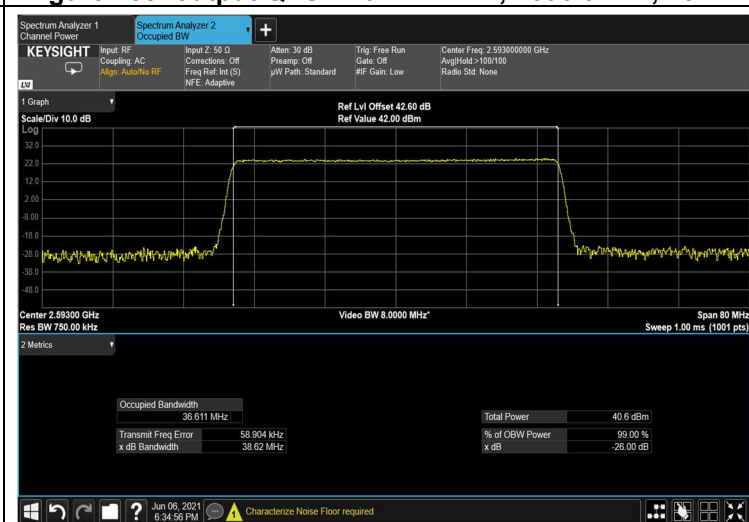 Spectrum Analyzer 1
Channel Power
Spectrum Analyzer 2
Occupied BW
+
KEYSIGHT
LXI
Input: RF
Coupling: AC
Align: Auto/No RF
Input Z: 50 Ω
Corrections: Off
Freq Ref: Int (S)
NFE: Adaptive
Atten: 30 dB
Preamp: Off
µW Path: Standard
Trig: Free Run
Gate: Off
#IF Gain: Low
Center Freq: 2.593000000 GHz
Avg|Hold:>100/100
Radio Std: None
1 Graph
Scale/Div 10.0 dB
Ref Lvl Offset 42.60 dB
Ref Value 42.00 dBm
Log
32.0
22.0
12.0
2.00
-8.00
-18.0
-28.0
-38.0
-48.0
Center 2.59300 GHz
Res BW 750.00 kHz
Video BW 8.0000 MHz*
Span 80 MHz
Sweep 1.00 ms (1001 pts)
2 Metrics
Occupied Bandwidth
36.611 MHz
Transmit Freq Error 58.904 kHz
x dB Bandwidth 38.62 MHz
Total Power 40.6 dBm
% of OBW Power 99.00 %
x dB -26.00 dB
?
Jun 06, 2021
6:34:56 PM
1
Characterize Noise Floor required